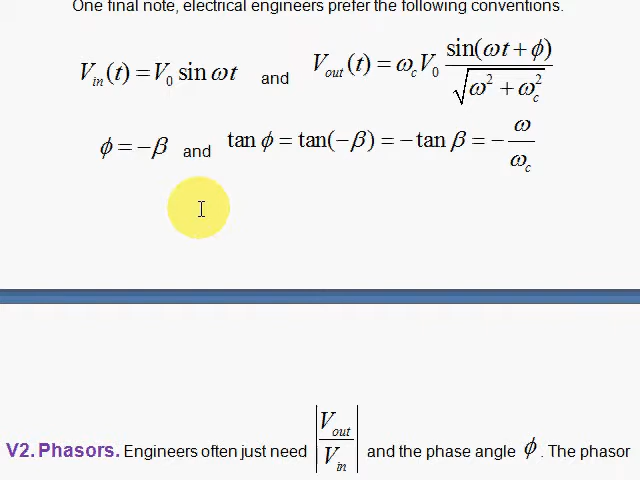 One final note, electrical engineers prefer the following conventions.
V_in (t) = V_0 sin ωt and V_out (t) = ω_c V_0 sin(ωt + ϕ) / √(ω² + ω_c²)
ϕ = −β and tan ϕ = tan(−β) = − tan β = − ω / ω_c
V2. Phasors. Engineers often just need |V_out / V_in| and the phase angle ϕ. The phasor